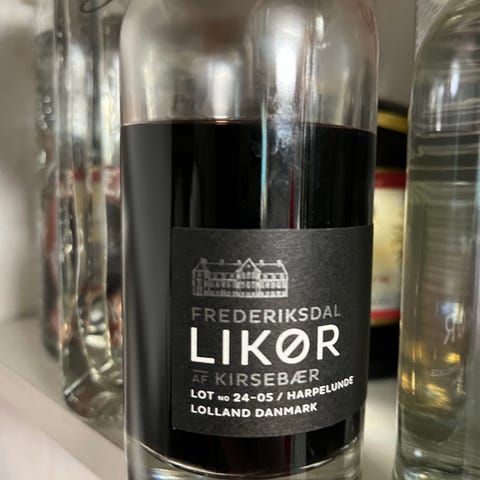 FREDERIKSDAL
LIKØR
AF KIRSEBÆR
LOT NO 24-05 / HARPELUNDE
LOLLAND DANMARK